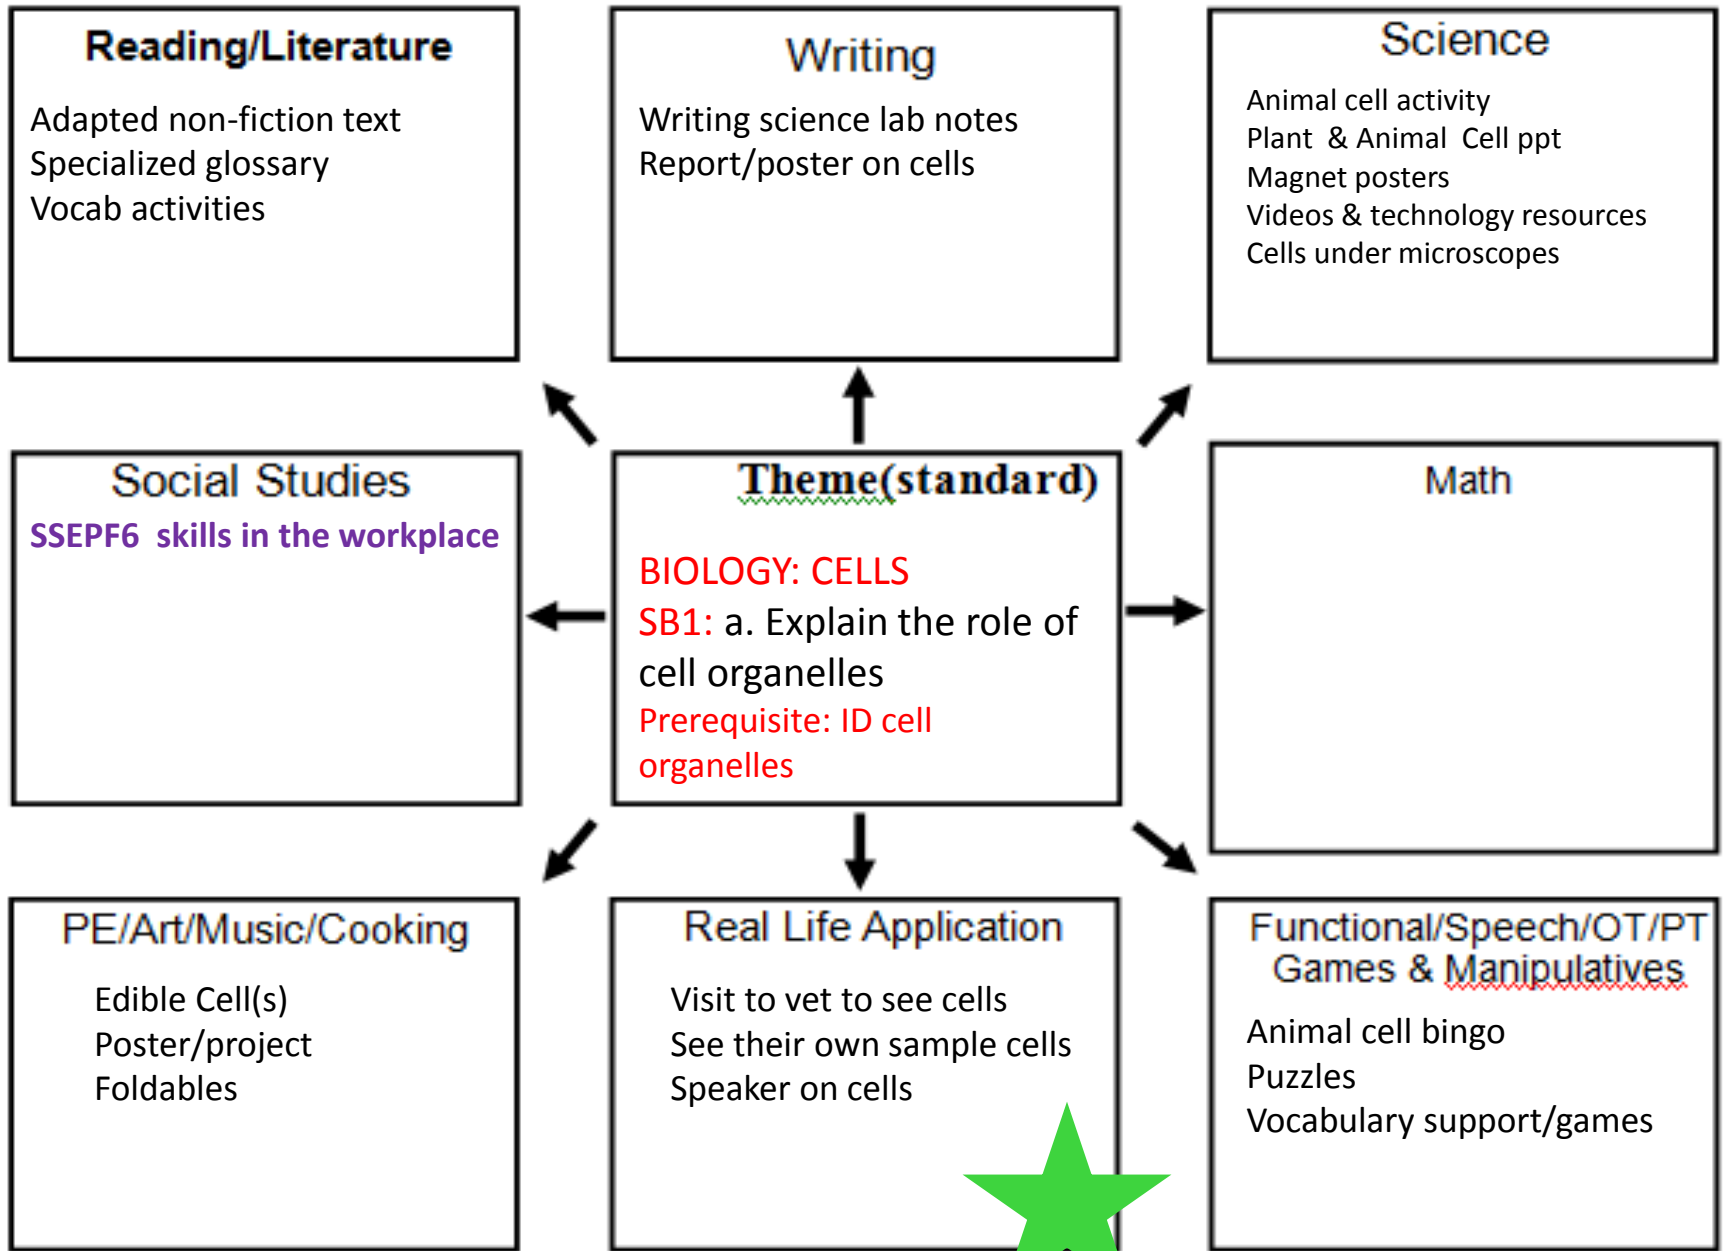 Reading/Literature
Adapted non-fiction text
Specialized glossary
Vocab activities
Writing
Writing science lab notes
Report/poster on cells
Science
Animal cell activity
Plant & Animal Cell ppt
Magnet posters
Videos & technology resources
Cells under microscopes
Social Studies
SSEPF6 skills in the workplace
Theme(standard)
BIOLOGY: CELLS
SB1: a. Explain the role of
cell organelles
Prerequisite: ID cell
organelles
Math
PE/Art/Music/Cooking
Edible Cell(s)
Poster/project
Foldables
Real Life Application
Visit to vet to see cells
See their own sample cells
Speaker on cells
Functional/Speech/OT/PT
Games & Manipulatives
Animal cell bingo
Puzzles
Vocabulary support/games